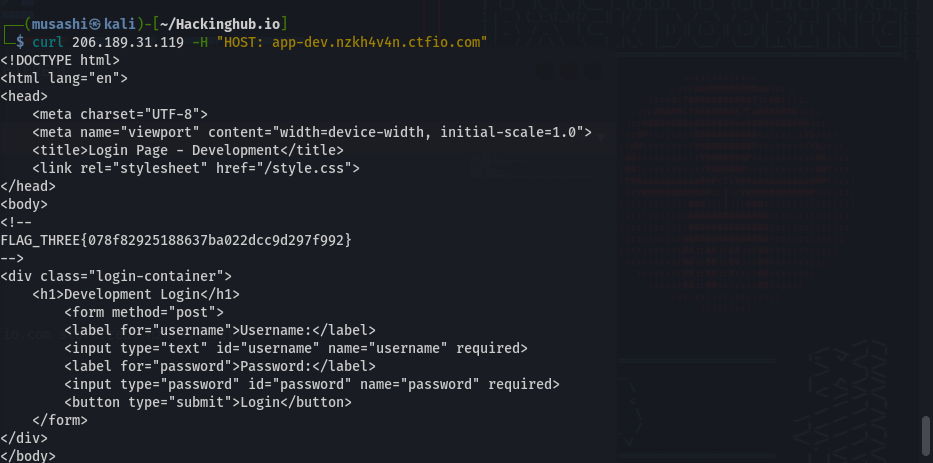 (musashi㉿kali)-[~/Hackinghub.io]
$ curl 206.189.31.119 -H "HOST: app-dev.nzkh4v4n.ctfio.com"
<!DOCTYPE html>
<html lang="en">
<head>
    <meta charset="UTF-8">
    <meta name="viewport" content="width=device-width, initial-scale=1.0">
    <title>Login Page - Development</title>
    <link rel="stylesheet" href="/style.css">
</head>
<body>
<!--
FLAG_THREE{078f82925188637ba022dcc9d297f992}
-->
<div class="login-container">
    <h1>Development Login</h1>
        <form method="post">
        <label for="username">Username:</label>
        <input type="text" id="username" name="username" required>
        <label for="password">Password:</label>
        <input type="password" id="password" name="password" required>
        <button type="submit">Login</button>
    </form>
</div>
</body>